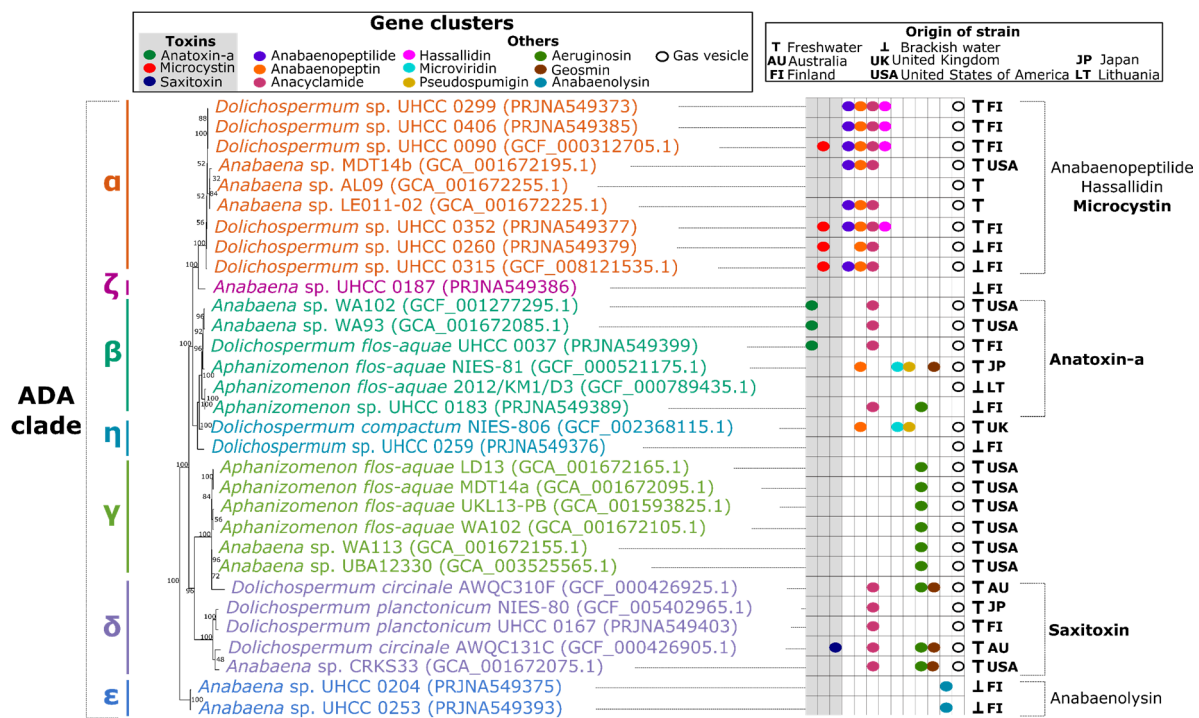 Gene clusters
Toxins
Others
Anatoxin-a
Microcystin
Saxitoxin
Anabaenopeptilide
Anabaenopeptin
Anacyclamide
Hassallidin
Microviridin
Pseudospumigin
Aeruginosin
Geosmin
Anabaenolysin
Gas vesicle
Origin of strain
T Freshwater ⊥ Brackish water
AU Australia UK United Kingdom JP Japan
FI Finland USA United States of America LT Lithuania
ADA
clade
α
Dolichospermum sp. UHCC 0299 (PRJNA549373) T FI
Dolichospermum sp. UHCC 0406 (PRJNA549385) T FI
Dolichospermum sp. UHCC 0090 (GCF_000312705.1) T FI
Anabaena sp. MDT14b (GCA_001672195.1) T USA
Anabaena sp. AL09 (GCA_001672255.1) T
Anabaena sp. LE011-02 (GCA_001672225.1) T
Dolichospermum sp. UHCC 0352 (PRJNA549377) T FI
Dolichospermum sp. UHCC 0260 (PRJNA549379) ⊥ FI
Dolichospermum sp. UHCC 0315 (GCF_008121535.1) ⊥ FI
Anabaenopeptilide
Hassallidin
Microcystin
ζ
Anabaena sp. UHCC 0187 (PRJNA549386) ⊥ FI
β
Anabaena sp. WA102 (GCF_001277295.1) T USA
Anabaena sp. WA93 (GCA_001672085.1) T USA
Dolichospermum flos-aquae UHCC 0037 (PRJNA549399) T FI
Aphanizomenon flos-aquae NIES-81 (GCF_000521175.1) T JP
Aphanizomenon flos-aquae 2012/KM1/D3 (GCF_000789435.1) ⊥ LT
Aphanizomenon sp. UHCC 0183 (PRJNA549389) ⊥ FI
Anatoxin-a
η
Dolichospermum compactum NIES-806 (GCF_002368115.1) T UK
Dolichospermum sp. UHCC 0259 (PRJNA549376) ⊥ FI
γ
Aphanizomenon flos-aquae LD13 (GCA_001672165.1) T USA
Aphanizomenon flos-aquae MDT14a (GCA_001672095.1) T USA
Aphanizomenon flos-aquae UKL13-PB (GCA_001593825.1) T USA
Aphanizomenon flos-aquae WA102 (GCA_001672105.1) T USA
Anabaena sp. WA113 (GCA_001672155.1) T USA
Anabaena sp. UBA12330 (GCA_003525565.1) T USA
δ
Dolichospermum circinale AWQC310F (GCF_000426925.1) T AU
Dolichospermum planctonicum NIES-80 (GCF_005402965.1) T JP
Dolichospermum planctonicum UHCC 0167 (PRJNA549403) T FI
Dolichospermum circinale AWQC131C (GCF_000426905.1) T AU
Anabaena sp. CRKS33 (GCA_001672075.1) T USA
Saxitoxin
ε
Anabaena sp. UHCC 0204 (PRJNA549375) ⊥ FI
Anabaena sp. UHCC 0253 (PRJNA549393) ⊥ FI
Anabaenolysin